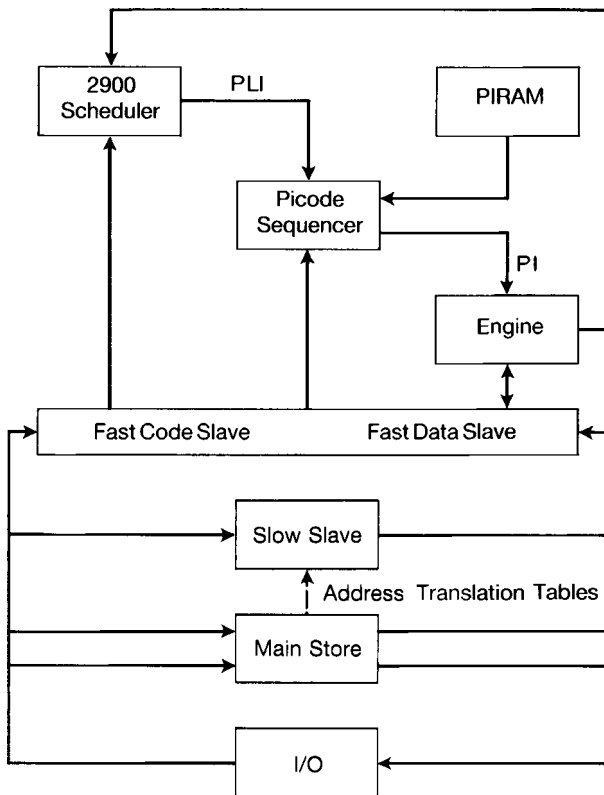 2900
Scheduler
PLI
PIRAM
Picode
Sequencer
PI
Engine
Fast Code Slave
Fast Data Slave
Slow Slave
Address Translation Tables
Main Store
I/O